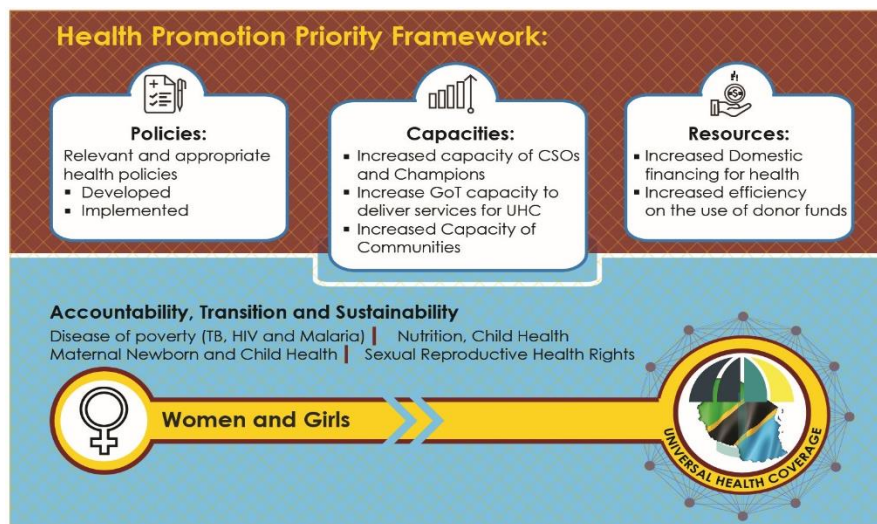 Health Promotion Priority Framework:
Policies:
Relevant and appropriate
health policies
▪ Developed
▪ Implemented
Capacities:
▪ Increased capacity of CSOs
and Champions
▪ Increase GoT capacity to
deliver services for UHC
▪ Increased Capacity of
Communities
Resources:
▪ Increased Domestic
financing for health
▪ Increased efficiency
on the use of donor funds
Accountability, Transition and Sustainability
Disease of poverty (TB, HIV and Malaria) | Nutrition, Child Health
Maternal Newborn and Child Health | Sexual Reproductive Health Rights
Women and Girls
UNIVERSAL HEALTH COVERAGE